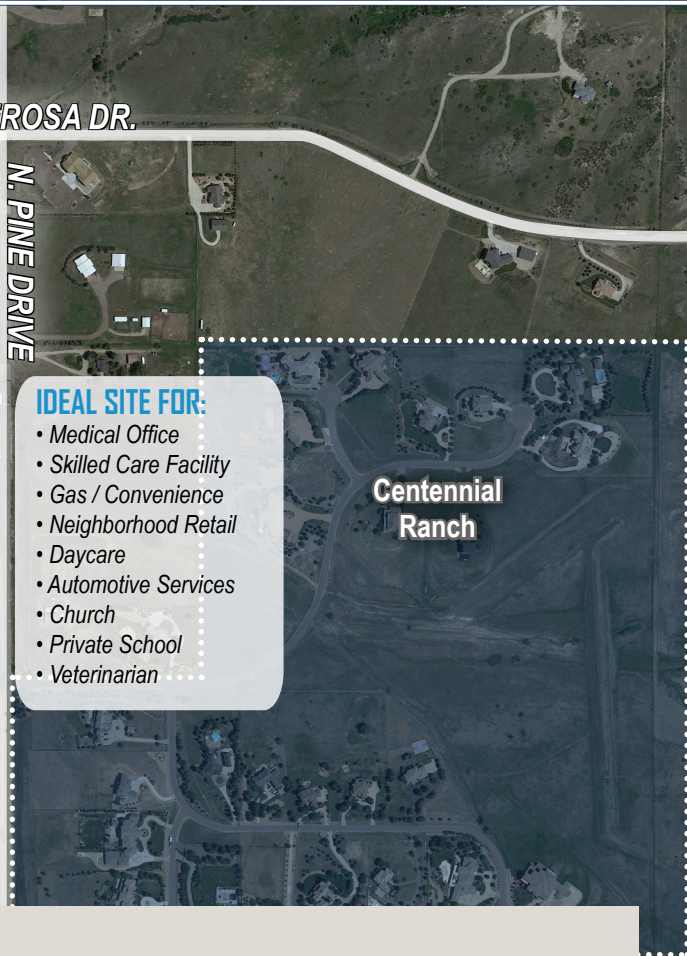 ROSA DR.
N. PINE DRIVE
IDEAL SITE FOR:
• Medical Office
• Skilled Care Facility
• Gas / Convenience
• Neighborhood Retail
• Daycare
• Automotive Services
• Church
• Private School
• Veterinarian
Centennial
Ranch